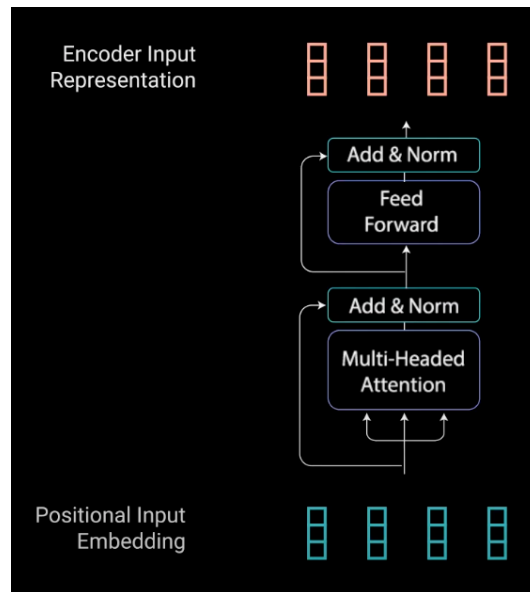 Encoder Input
Representation
Add & Norm
Feed
Forward
Add & Norm
Multi-Headed
Attention
Positional Input
Embedding